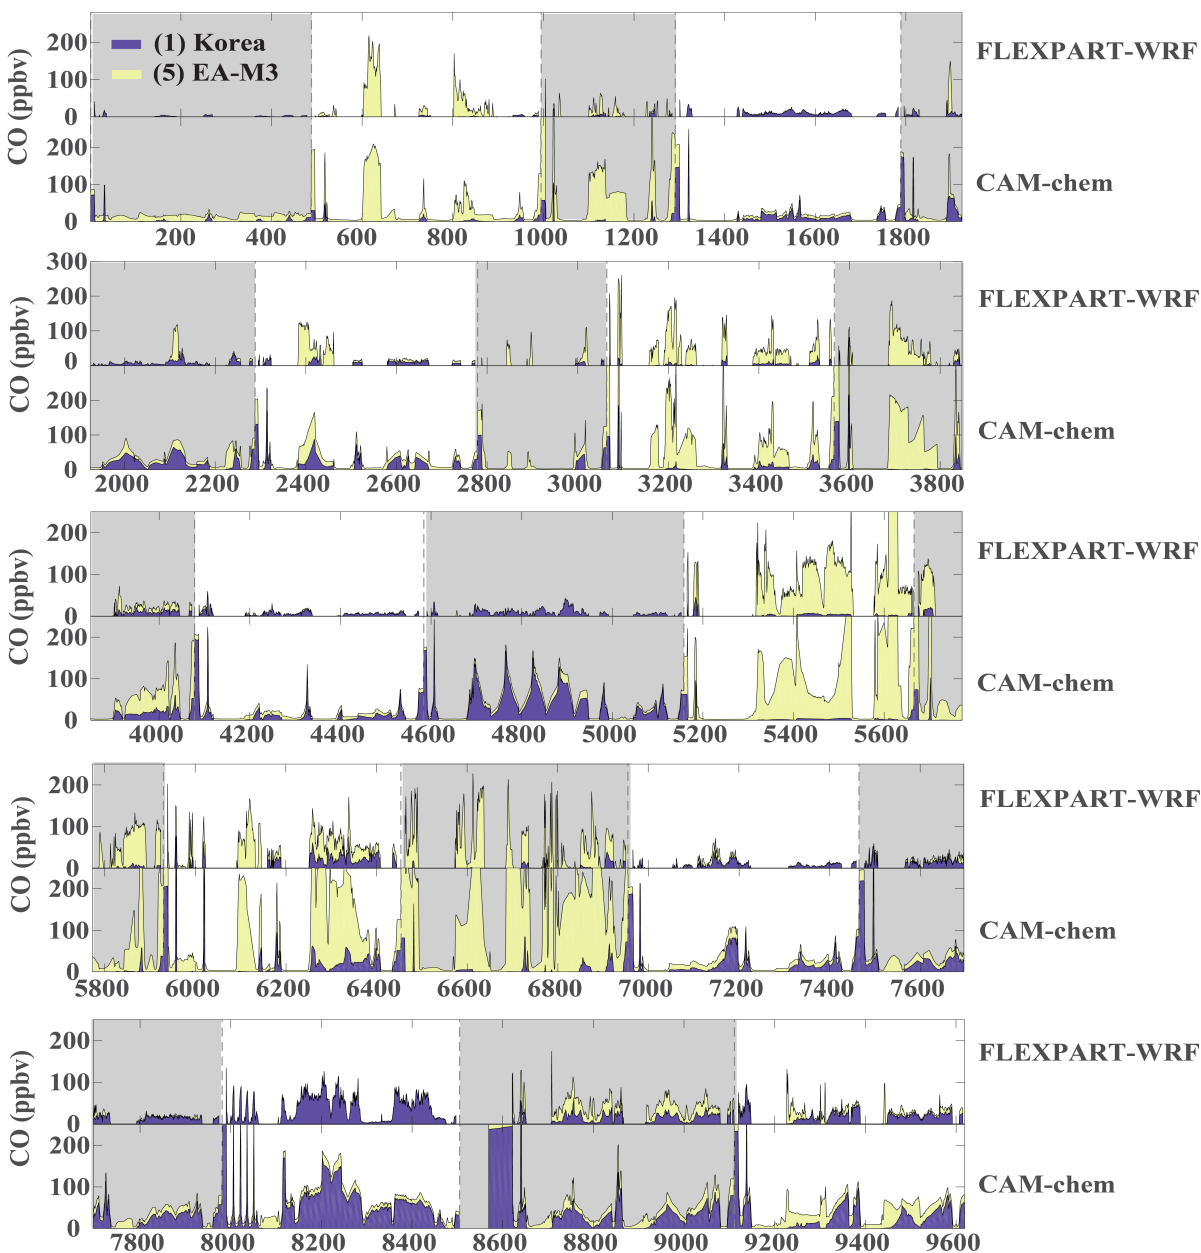 CO (ppbv)
200
100
0
(1) Korea
(5) EA-M3
FLEXPART-WRF
CO (ppbv)
200
100
0
CAM-chem
200 400 600 800 1000 1200 1400 1600 1800
CO (ppbv)
300
200
100
0
FLEXPART-WRF
CO (ppbv)
200
100
0
CAM-chem
2000 2200 2400 2600 2800 3000 3200 3400 3600 3800
CO (ppbv)
200
100
0
FLEXPART-WRF
200
100
0
CAM-chem
4000 4200 4400 4600 4800 5000 5200 5400 5600
CO (ppbv)
200
100
0
FLEXPART-WRF
200
100
0
CAM-chem
5800 6000 6200 6400 6600 6800 7000 7200 7400 7600
CO (ppbv)
200
100
0
FLEXPART-WRF
200
100
0
CAM-chem
7800 8000 8200 8400 8600 8800 9000 9200 9400 9600